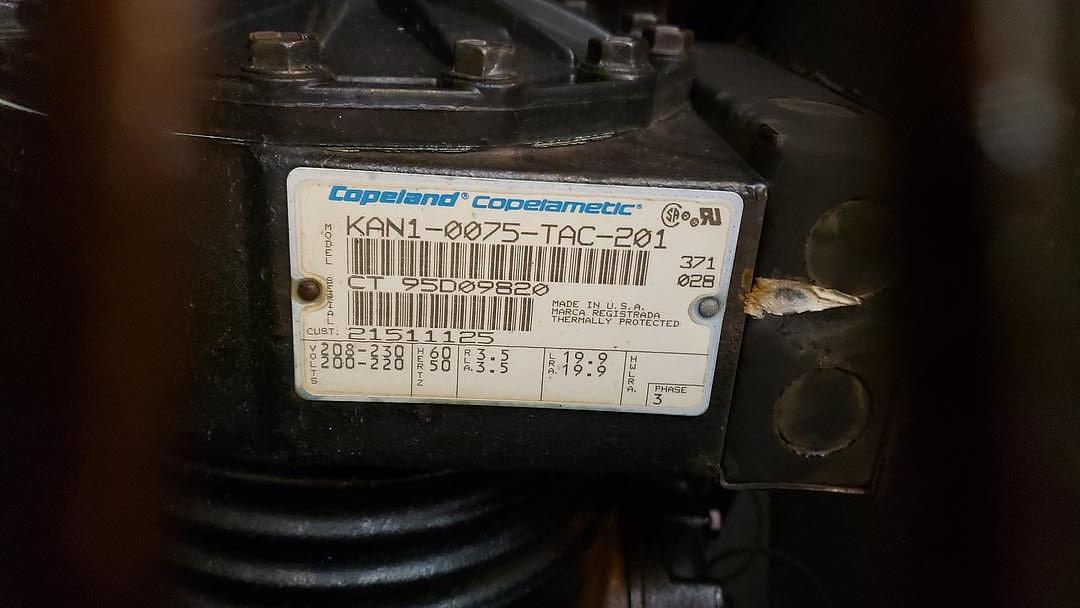 Copeland® Copelametic®
MODEL KAN1-0075-TAC-201
371
028
SERIAL CT 95D09820
MADE IN U.S.A.
MARCA REGISTRADA
THERMALLY PROTECTED
CUST. 21511125
VOLTS 208-230 HERTZ 60 RLA. 3.5 LRA. 19.9 HWLRA.
200-220 50 3.5 19.9
PHASE
3